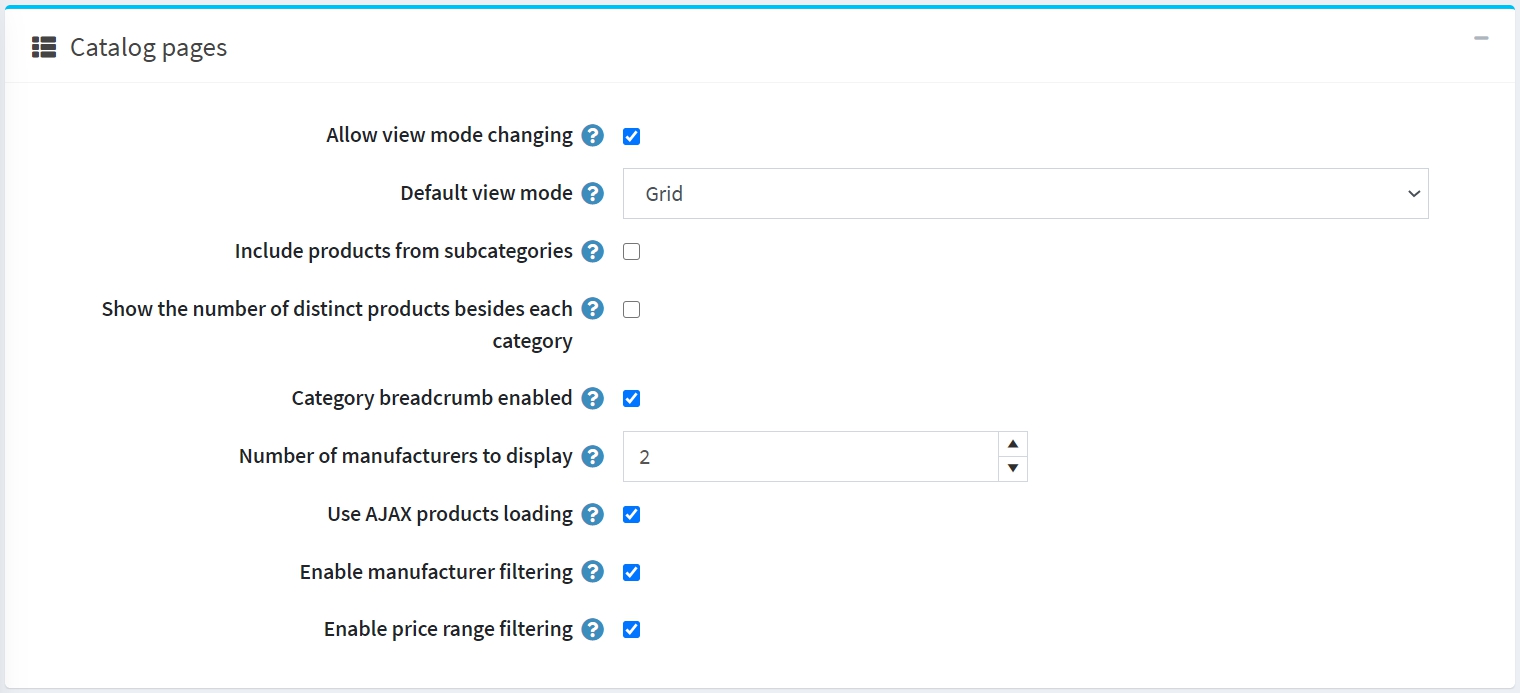 Catalog pages
Allow view mode changing
Default view mode
Grid
Include products from subcategories
Show the number of distinct products besides each
category
Category breadcrumb enabled
Number of manufacturers to display
2
Use AJAX products loading
Enable manufacturer filtering
Enable price range filtering